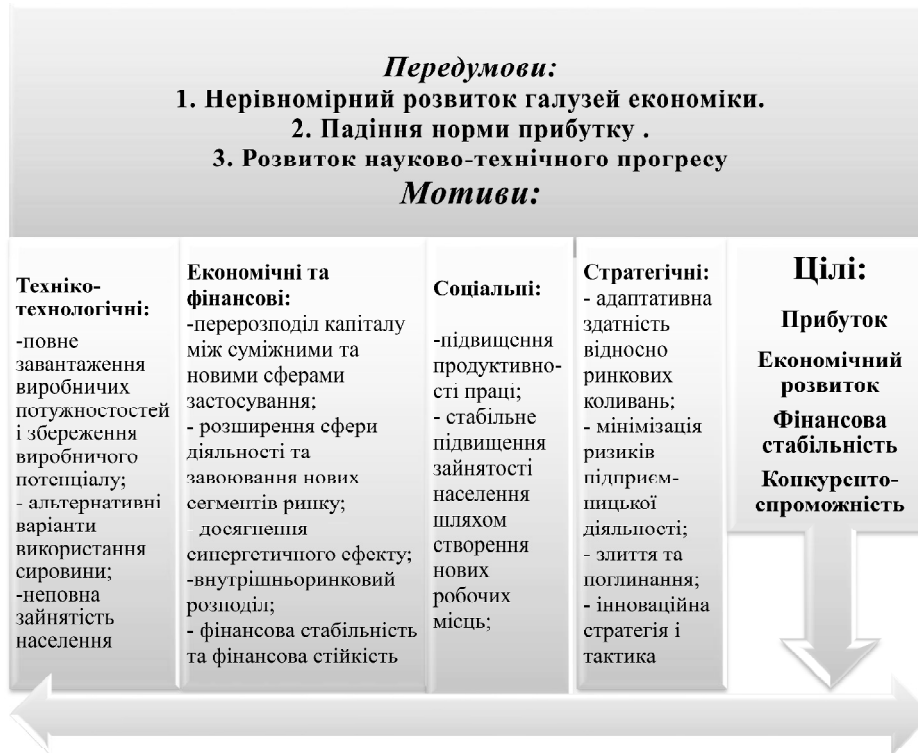 Передумови:
1. Нерівномірний розвиток галузей економіки.
2. Падіння норми прибутку .
3. Розвиток науково-технічного прогресу
Мотиви:
Техніко-
технологічні:
-повне
завантаження
виробничих
потужностостей
і збереження
виробничого
потенціалу;
- альтернативні
варіанти
використання
сировини;
-неповна
зайнятість
населення
Економічні та
фінансові:
-перерозподіл капіталу
між суміжними та
новими сферами
застосування;
- розширення сфери
діяльності та
завоювання нових
сегментів ринку;
- досягнення
синергетичного ефекту;
-внутрішньоринковий
розподіл;
- фінансова стабільність
та фінансова стійкість
Соціальні:
-підвищення
продуктивно-
сті праці;
- стабільне
підвищення
зайнятості
населення
шляхом
створення
нових
робочих
місць;
Стратегічні:
- адаптативна
здатність
відносно
ринкових
коливань;
- мінімізація
ризиків
підприєм-
ницької
діяльності;
- злиття та
поглинання;
- інноваційна
стратегія і
тактика
Цілі:
Прибуток
Економічний
розвиток
Фінансова
стабільність
Конкуренто-
спроможність